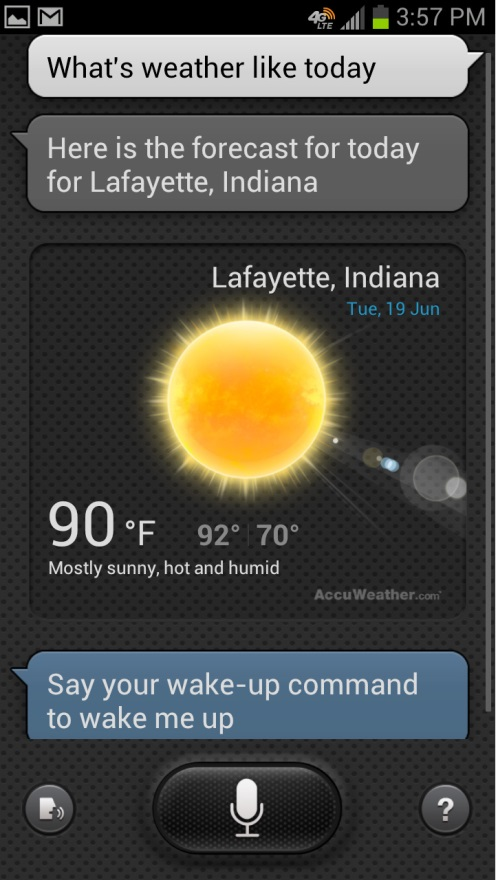 4G LTE 3:57 PM
What's weather like today
Here is the forecast for today
for Lafayette, Indiana
Lafayette, Indiana
Tue, 19 Jun
90 °F 92° 70°
Mostly sunny, hot and humid
AccuWeather.com
Say your wake-up command
to wake me up
?